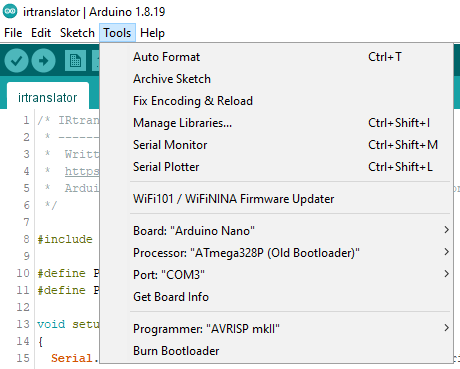 irtranslator | Arduino 1.8.19
File Edit Sketch Tools Help
Auto Format Ctrl+T
Archive Sketch
Fix Encoding & Reload
Manage Libraries... Ctrl+Shift+I
Serial Monitor Ctrl+Shift+M
Serial Plotter Ctrl+Shift+L
WiFi101 / WiFiNINA Firmware Updater
Board: "Arduino Nano"
Processor: "ATmega328P (Old Bootloader)"
Port: "COM3"
Get Board Info
Programmer: "AVRISP mkII"
Burn Bootloader
irtranslator
1 /* IRtran
2 * ------
3 * Writt
4 * https
5 * Ardui
6 */
7
8 #include
9
10 #define P
11 #define P
12
13 void setu
14 {
15 Serial.